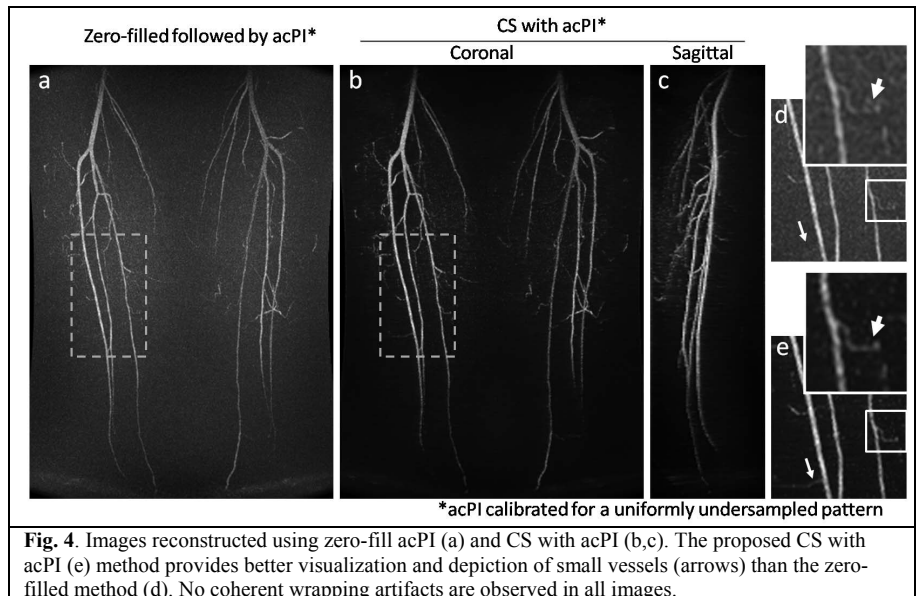 Zero-filled followed by acPI*
CS with acPI*
Coronal
Sagittal
a
b
c
d
e
*acPI calibrated for a uniformly undersampled pattern
Fig. 4. Images reconstructed using zero-fill acPI (a) and CS with acPI (b,c). The proposed CS with
acPI (e) method provides better visualization and depiction of small vessels (arrows) than the zero-
filled method (d). No coherent wrapping artifacts are observed in all images.